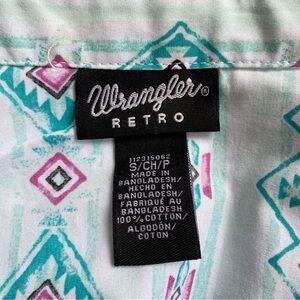 Wrangler®
RETRO
112315062
S/CH/P
MADE IN
BANGLADESH/
HECHO EN
BANGLADESH/
FABRIQUÉ AU
BANGLADESH
100% COTTON/
ALGODÓN/
COTON